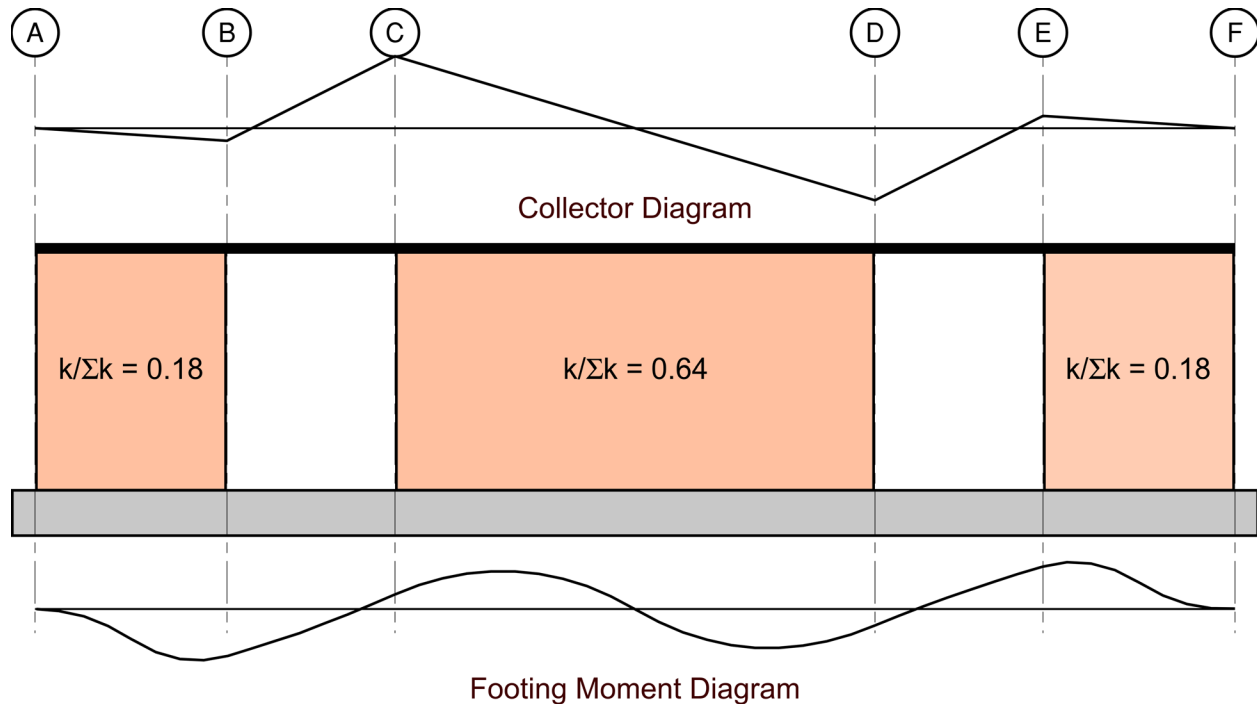 A B C D E F
Collector Diagram
k/Σk = 0.18 k/Σk = 0.64 k/Σk = 0.18
Footing Moment Diagram